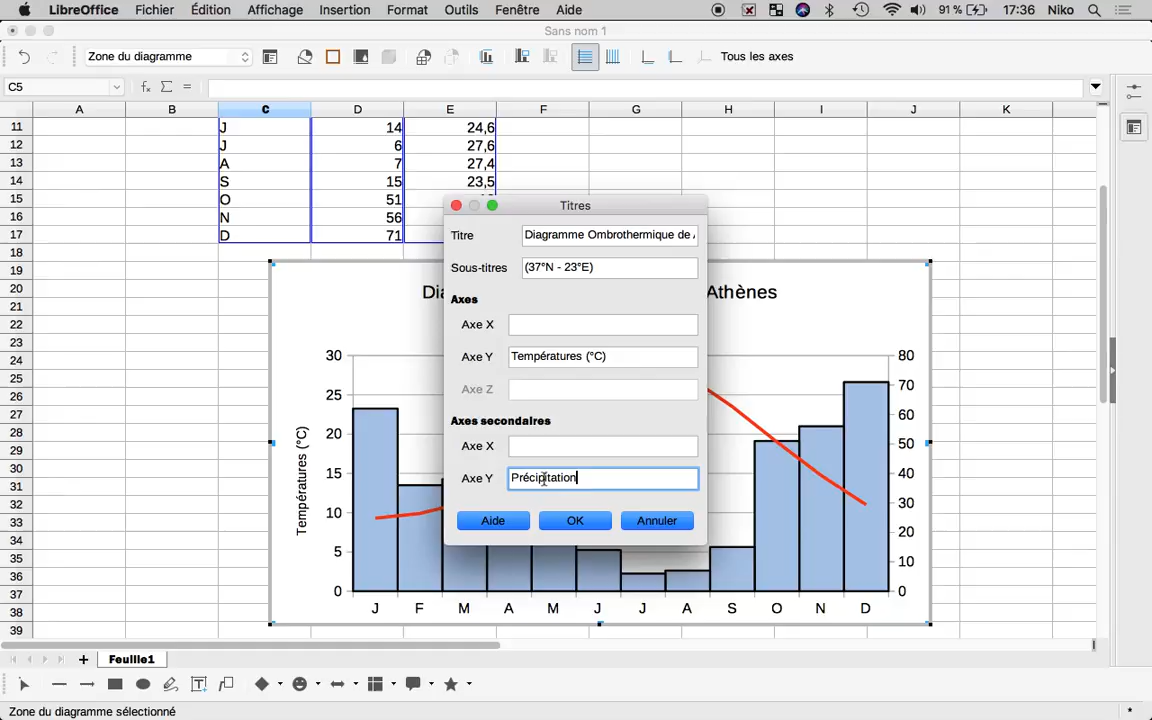 LibreOffice Fichier Édition Affichage Insertion Format Outils Fenêtre Aide 91 % 17:36 Niko
Sans nom 1
Zone du diagramme Tous les axes
C5
A B C D E F G H I J K
11 J 14 24,6
12 J 6 27,6
13 A 7 27,4
14 S 15 23,5
15 O 51
16 N 56
17 D 71
18
19
20
21
22
23
24
25
26
27
28
29
30
31
32
33
34
35
36
37
38
39
Titres
Titre Diagramme Ombrothermique de
Sous-titres (37°N - 23°E)
Axes
Axe X
Axe Y Températures (°C)
Axe Z
Axes secondaires
Axe X
Axe Y Précipitation
Aide OK Annuler
Athènes
Températures (°C)
30
25
20
15
10
5
0
80
70
60
50
40
30
20
10
0
J F M A M J J A S O N D
Feuille1
Zone du diagramme sélectionné